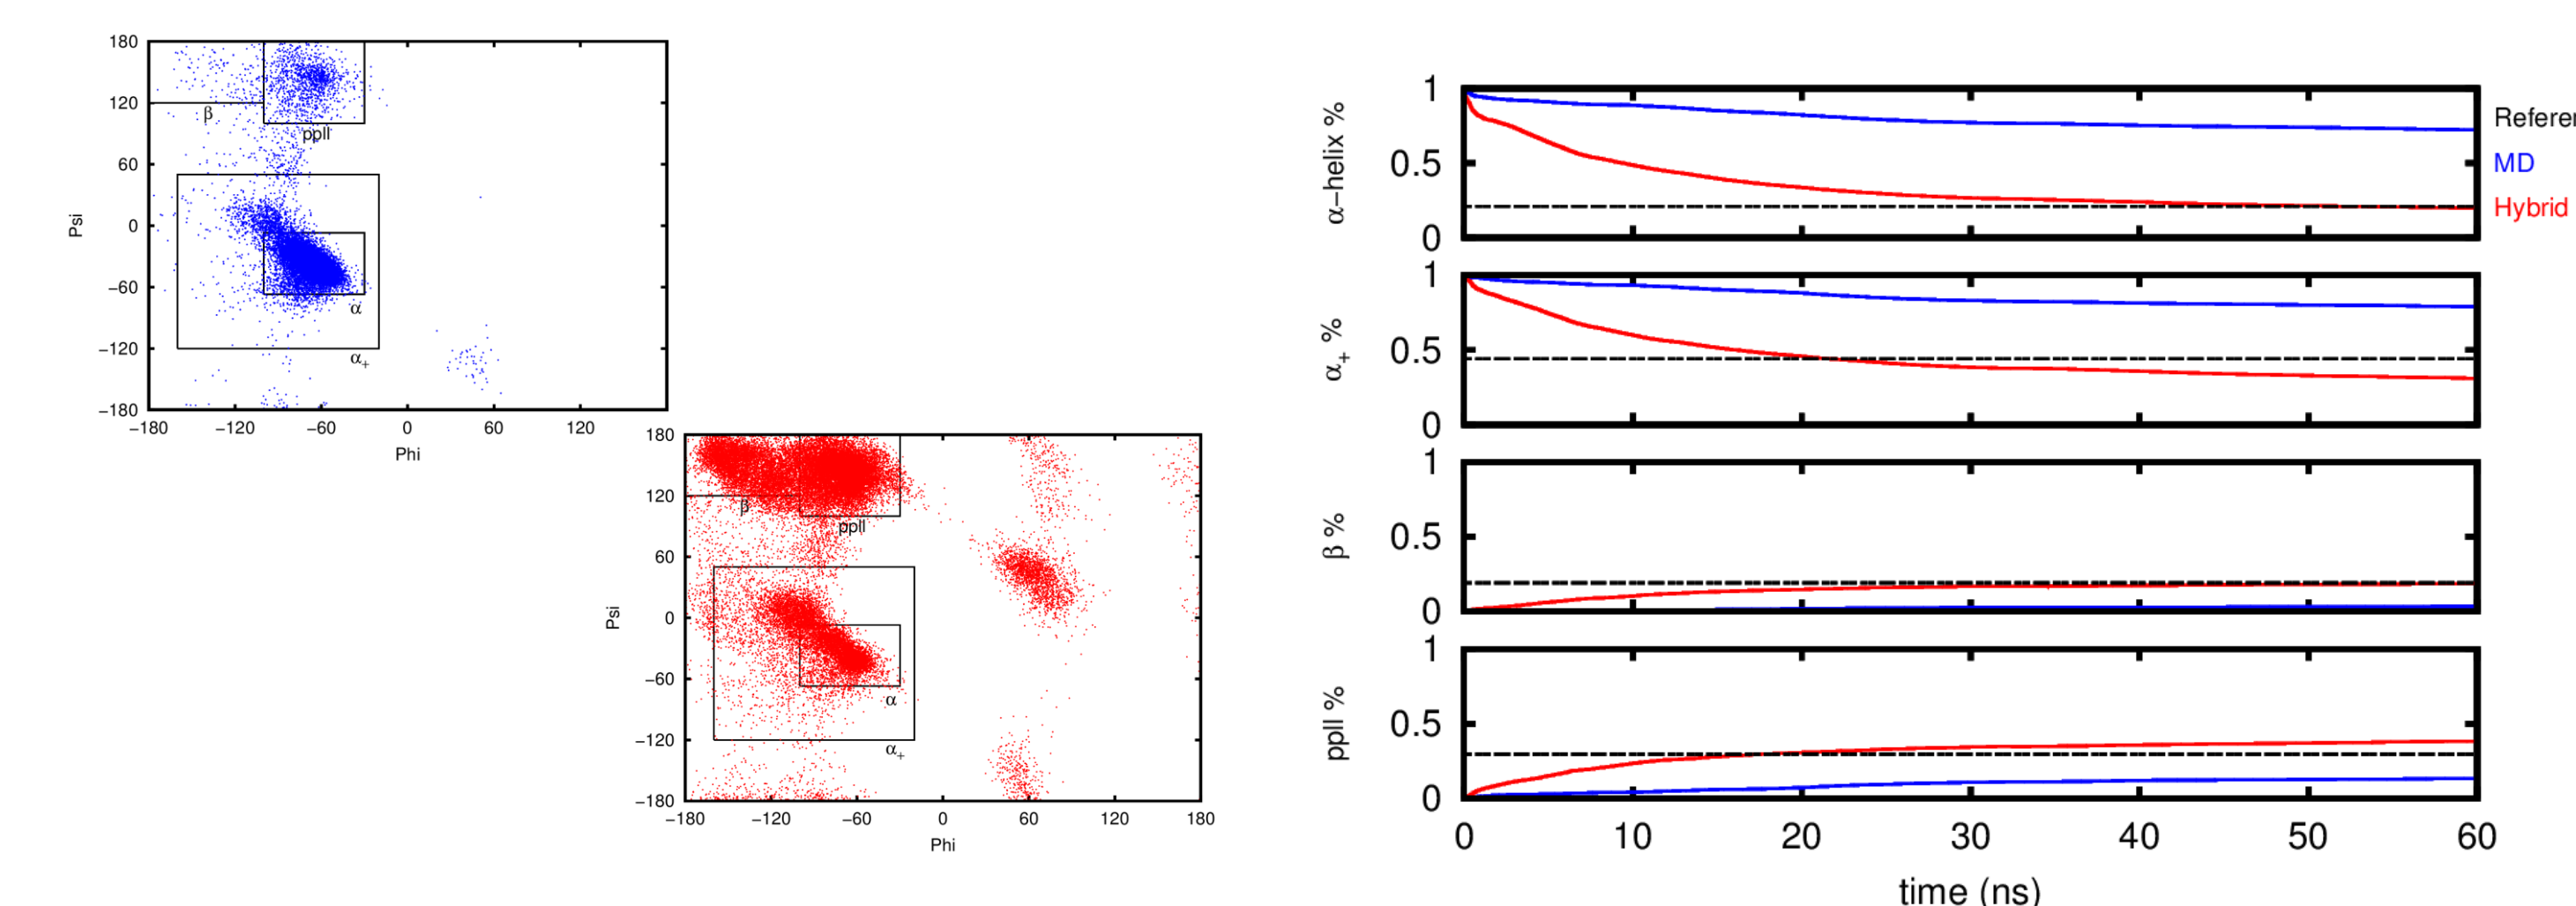 180
120
60
0
−60
−120
−180
Psi
β
ppII
α
α+
−180 −120 −60 0 60 120
Phi
180
120
60
0
−60
−120
−180
Psi
β
ppII
α
α+
−180 −120 −60 0 60 120 180
Phi
α−helix %
1
0.5
0
α+ %
1
0.5
0
β %
1
0.5
0
ppII %
1
0.5
0
0 10 20 30 40 50 60
time (ns)
MD
Hybrid